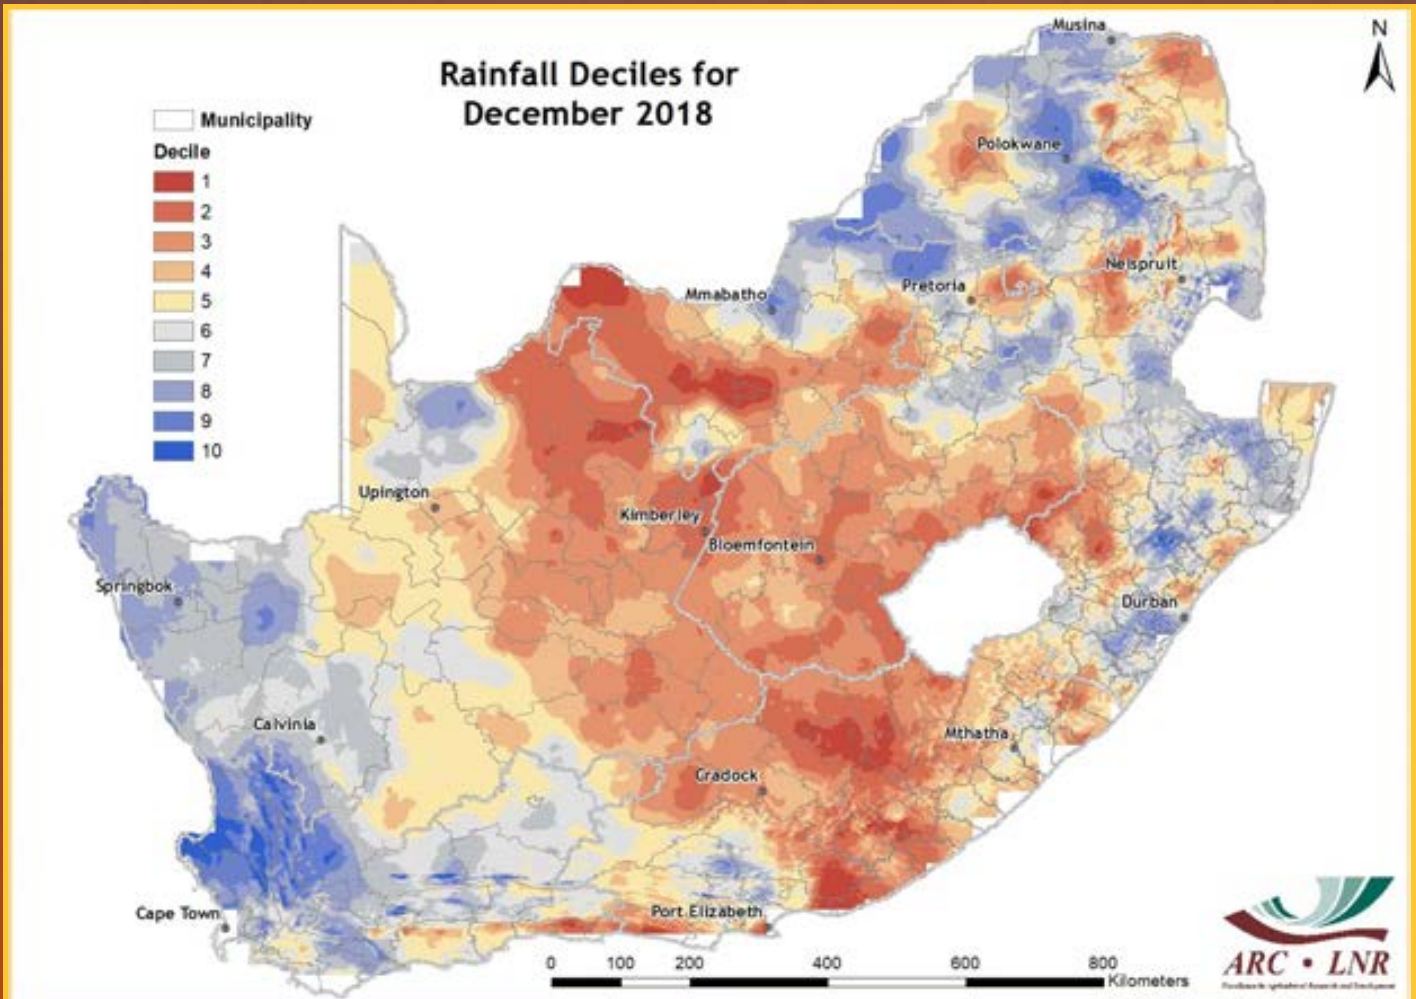 Rainfall Deciles for
December 2018
N
Municipality
Decile
1
2
3
4
5
6
7
8
9
10
Musina
Polokwane
Nelspruit
Pretoria
Mmabatho
Upington
Kimberley
Bloemfontein
Springbok
Durban
Calvinia
Mthatha
Cradock
Cape Town
Port Elizabeth
0 100 200 400 600 800
Kilometers
ARC • LNR